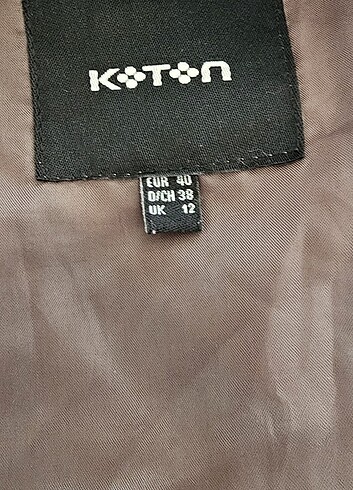 KOTON
EUR 40
D/CH 38
UK 12